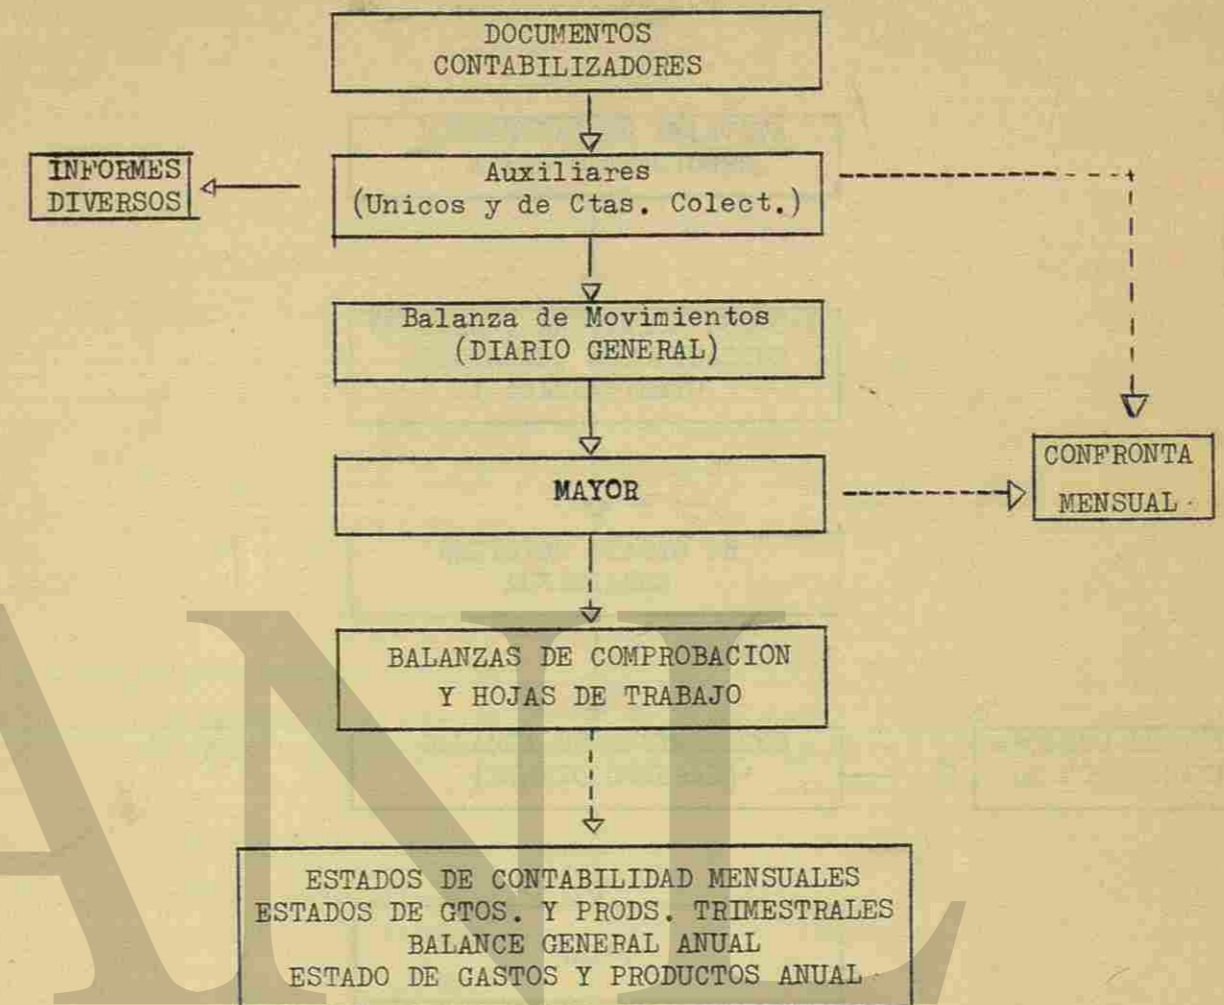 DOCUMENTOS
CONTABILIZADORES
INFORMES
DIVERSOS
Auxiliares
(Unicos y de Ctas. Colect.)
Balanza de Movimientos
(DIARIO GENERAL)
MAYOR
CONFRONTA
MENSUAL
BALANZAS DE COMPROBACION
Y HOJAS DE TRABAJO
ESTADOS DE CONTABILIDAD MENSUALES
ESTADOS DE GTOS. Y PRODS. TRIMESTRALES
BALANCE GENERAL ANUAL
ESTADO DE GASTOS Y PRODUCTOS ANUAL
ANL